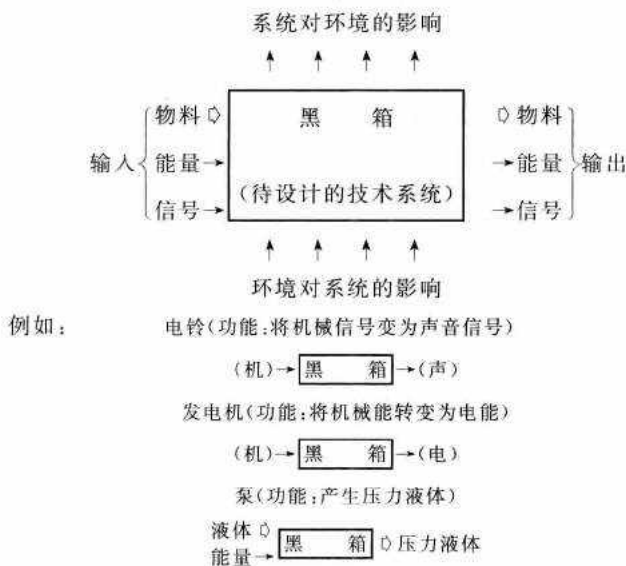 系统对环境的影响
物料 黑 箱 物料
输入 能量 能量 输出
(待设计的技术系统)
信号 信号
环境对系统的影响
例如: 电铃(功能:将机械信号变为声音信号)
(机) 黑 箱 (声)
发电机(功能:将机械能转变为电能)
(机) 黑 箱 (电)
泵(功能:产生压力液体)
液体
能量 黑 箱 压力液体